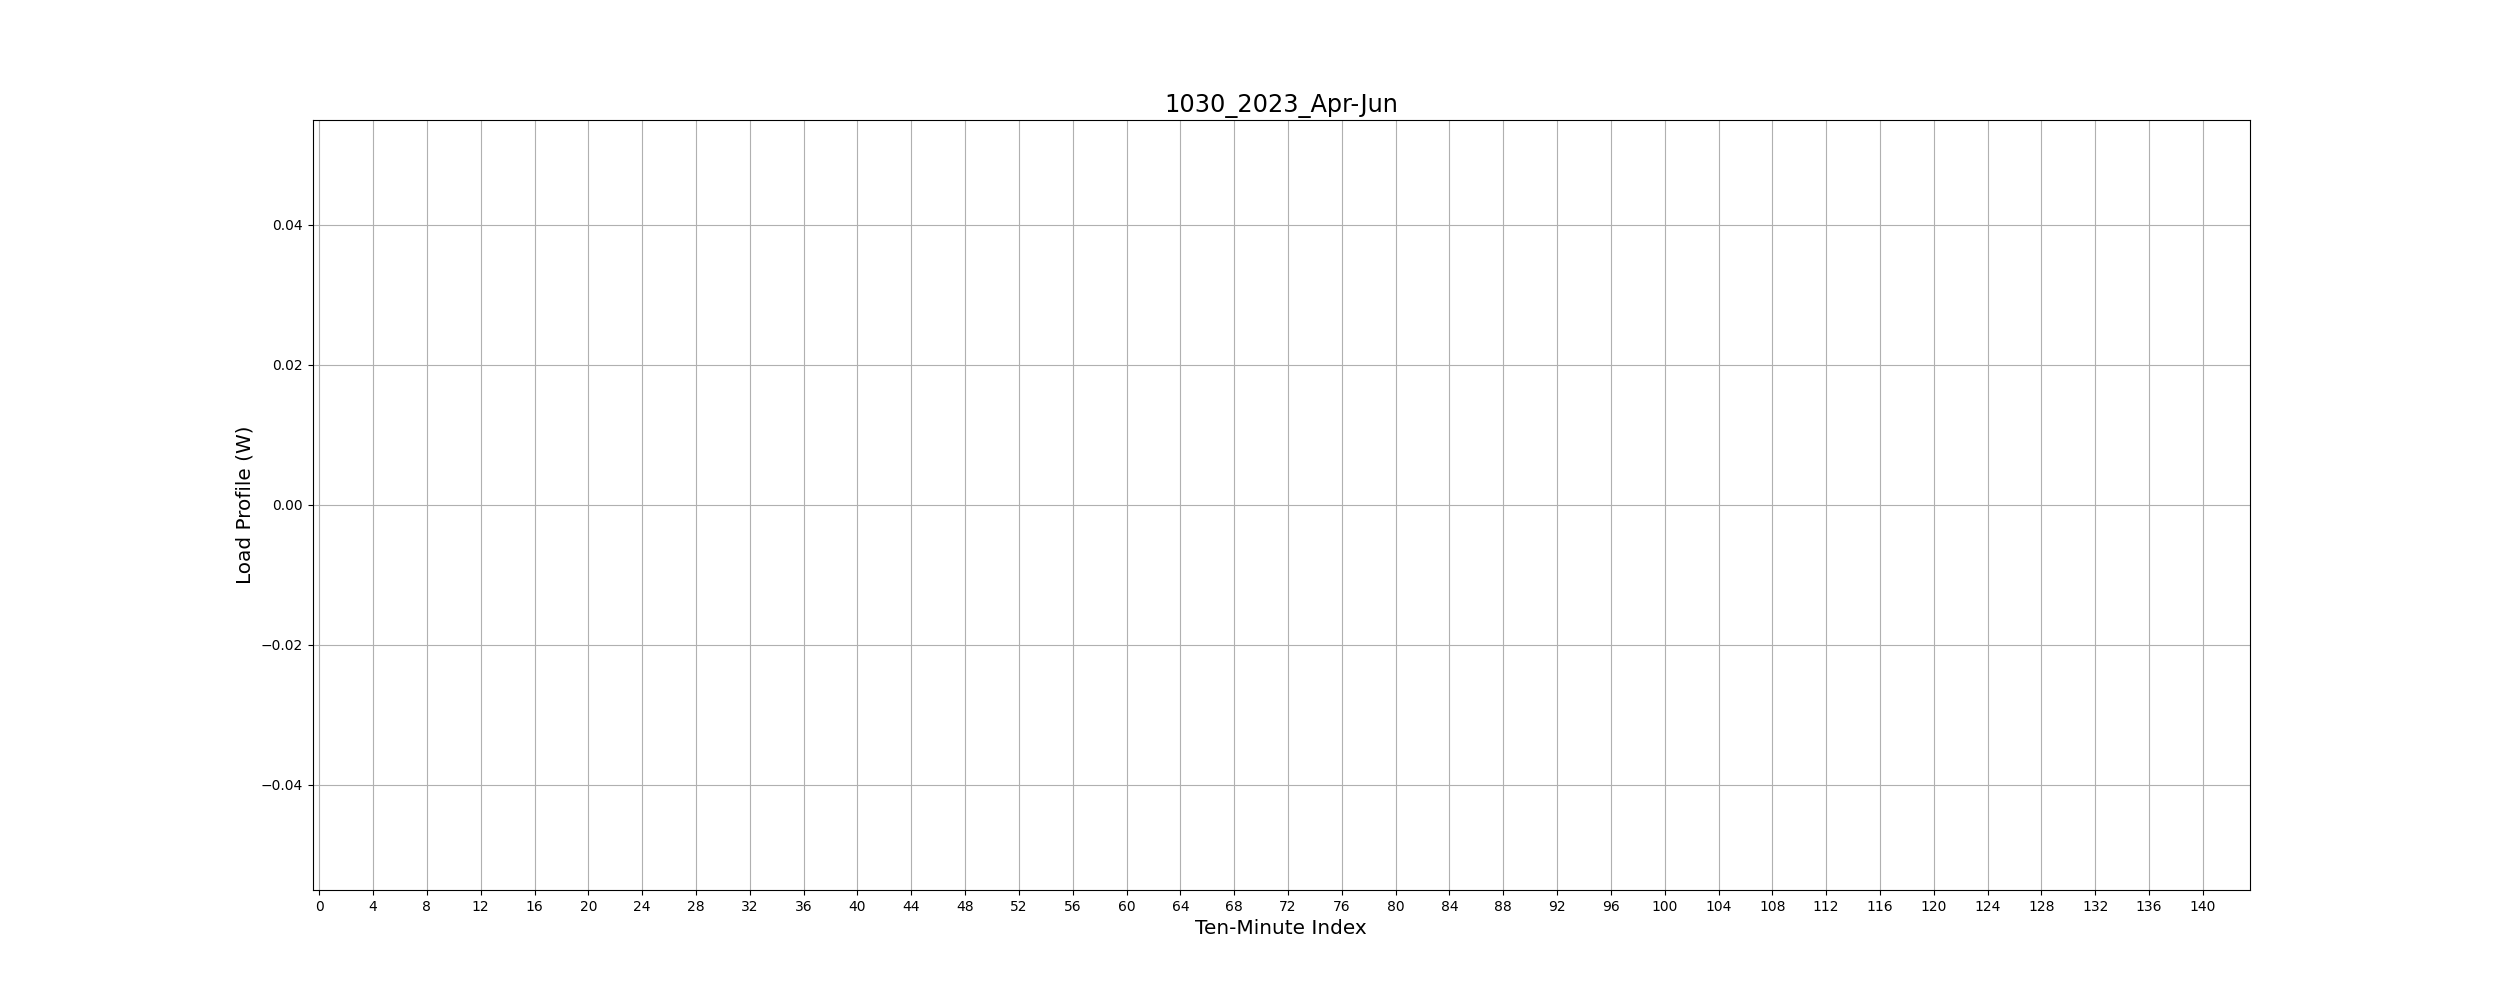 1030_2023_Apr-Jun
Load Profile (W)
0.04
0.02
0.00
−0.02
−0.04
0 4 8 12 16 20 24 28 32 36 40 44 48 52 56 60 64 68 72 76 80 84 88 92 96 100 104 108 112 116 120 124 128 132 136 140
Ten-Minute Index